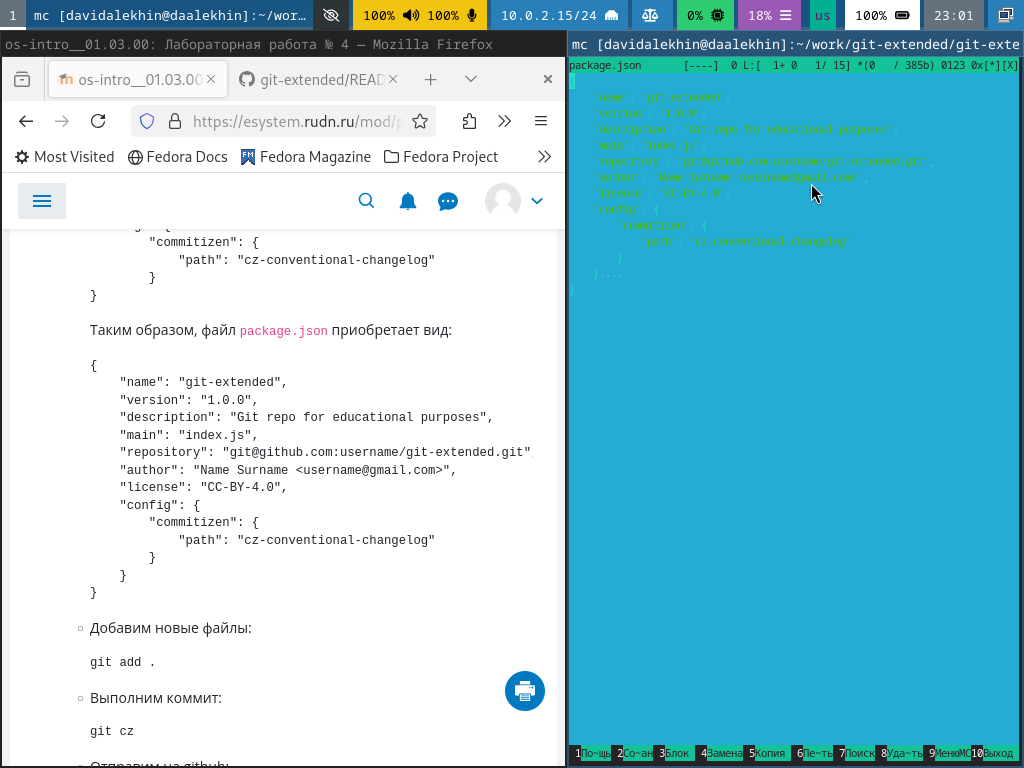 1 mc [davidalekhin@daalekhin]:~/wor… 100% 100% 10.0.2.15/24 0% 18% us 100% 23:01
os-intro__01.03.00: Лабораторная работа № 4 — Mozilla Firefox
os-intro__01.03.00 git-extended/READ
https://esystem.rudn.ru/mod/p
Most Visited Fedora Docs Fedora Magazine Fedora Project
"commitizen": {
"path": "cz-conventional-changelog"
}
}
Таким образом, файл package.json приобретает вид:
{
"name": "git-extended",
"version": "1.0.0",
"description": "Git repo for educational purposes",
"main": "index.js",
"repository": "git@github.com:username/git-extended.git",
"author": "Name Surname <username@gmail.com>",
"license": "CC-BY-4.0",
"config": {
"commitizen": {
"path": "cz-conventional-changelog"
}
}
}
Добавим новые файлы:
git add .
Выполним коммит:
git cz
Отправим на github:
mc [davidalekhin@daalekhin]:~/work/git-extended/git-exte
package.json [----] 0 L:[ 1+ 0 1/ 15] *(0 / 385b) 0123 0x[*][X]
{
"name": "git-extended",
"version": "1.0.0",
"description": "Git repo for educational purposes",
"main": "index.js",
"repository": "git@github.com:username/git-extended.git",
"author": "Name Surname <username@gmail.com>",
"license": "CC-BY-4.0",
"config": {
"commitizen": {
"path": "cz-conventional-changelog"
}
}....
}
1По~щь 2Со~ан 3Блок 4Замена 5Копия 6Пе~ть 7Поиск 8Уда~ть 9МенюMC 10Выход